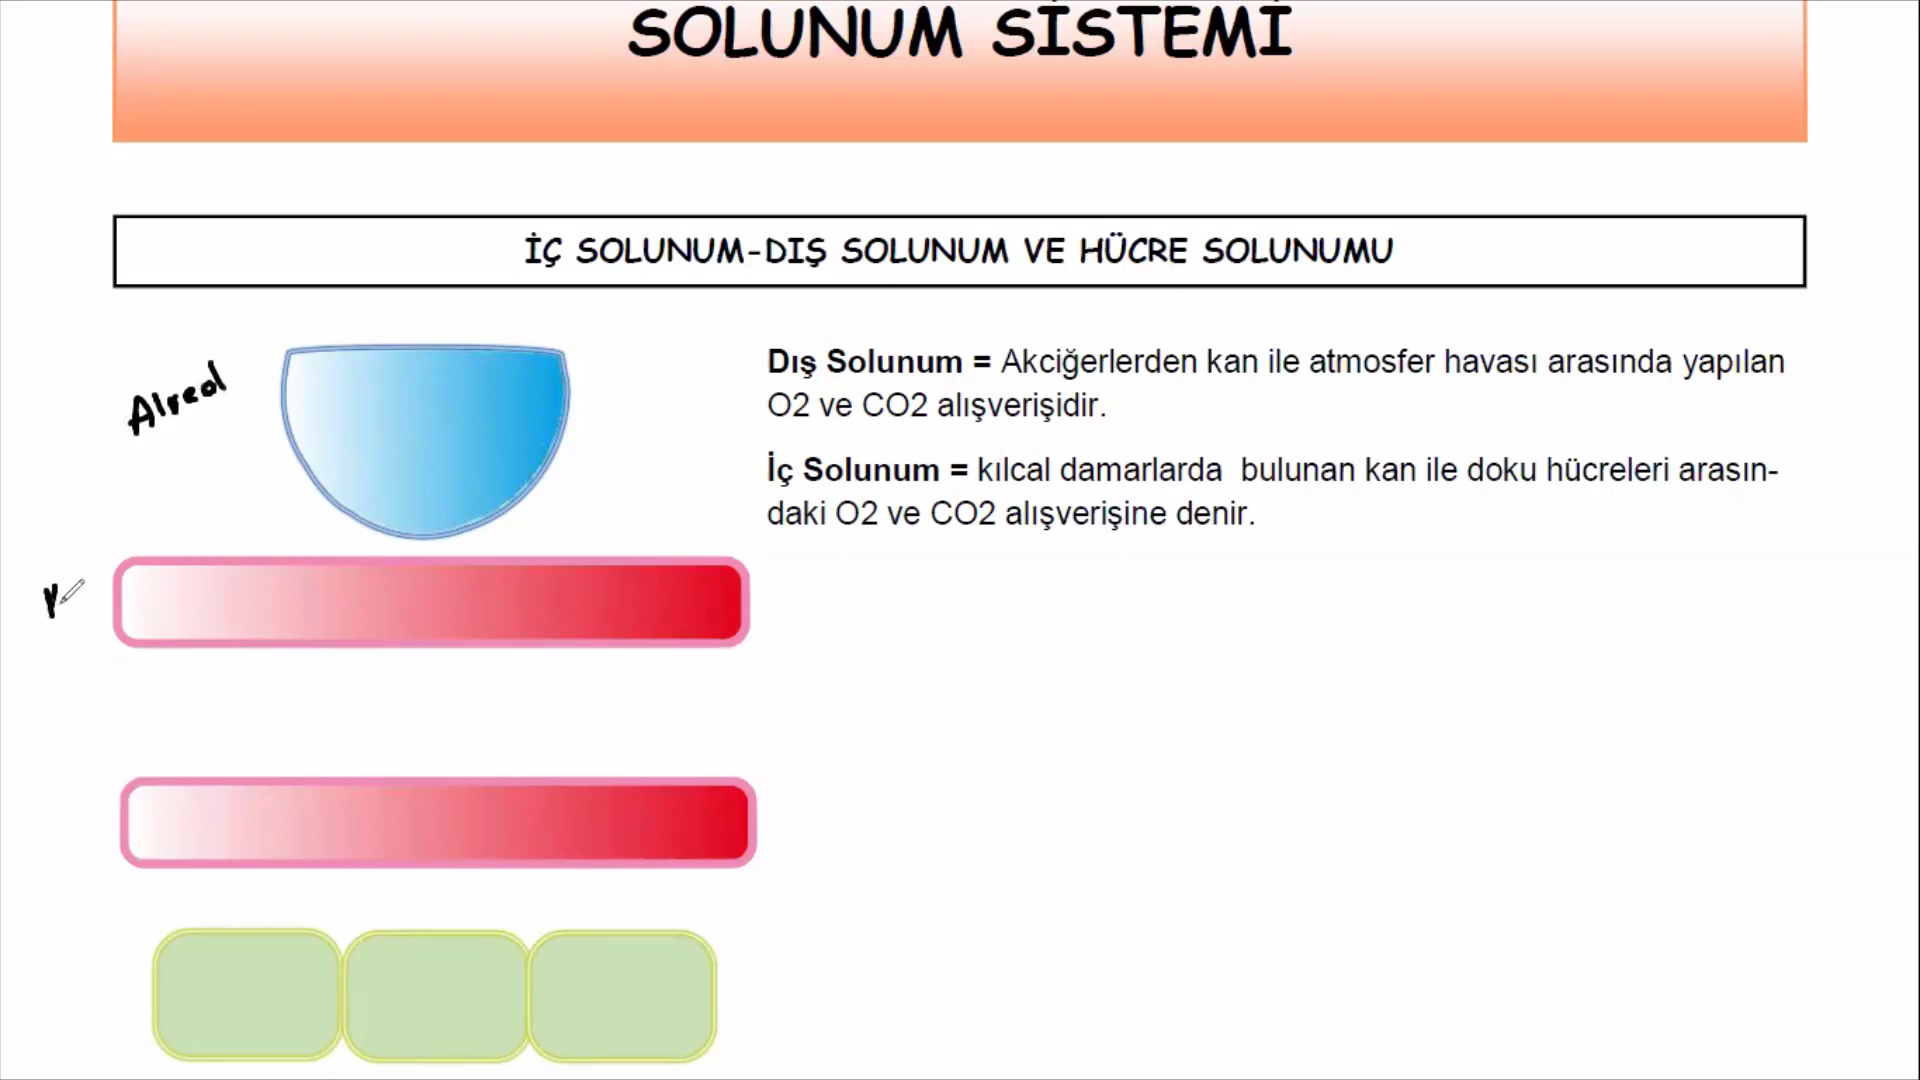 SOLUNUM SİSTEMİ
İÇ SOLUNUM-DIŞ SOLUNUM VE HÜCRE SOLUNUMU
Alveol
Dış Solunum = Akciğerlerden kan ile atmosfer havası arasında yapılan
O2 ve CO2 alışverişidir.
İç Solunum = kılcal damarlarda bulunan kan ile doku hücreleri arasın-
daki O2 ve CO2 alışverişine denir.